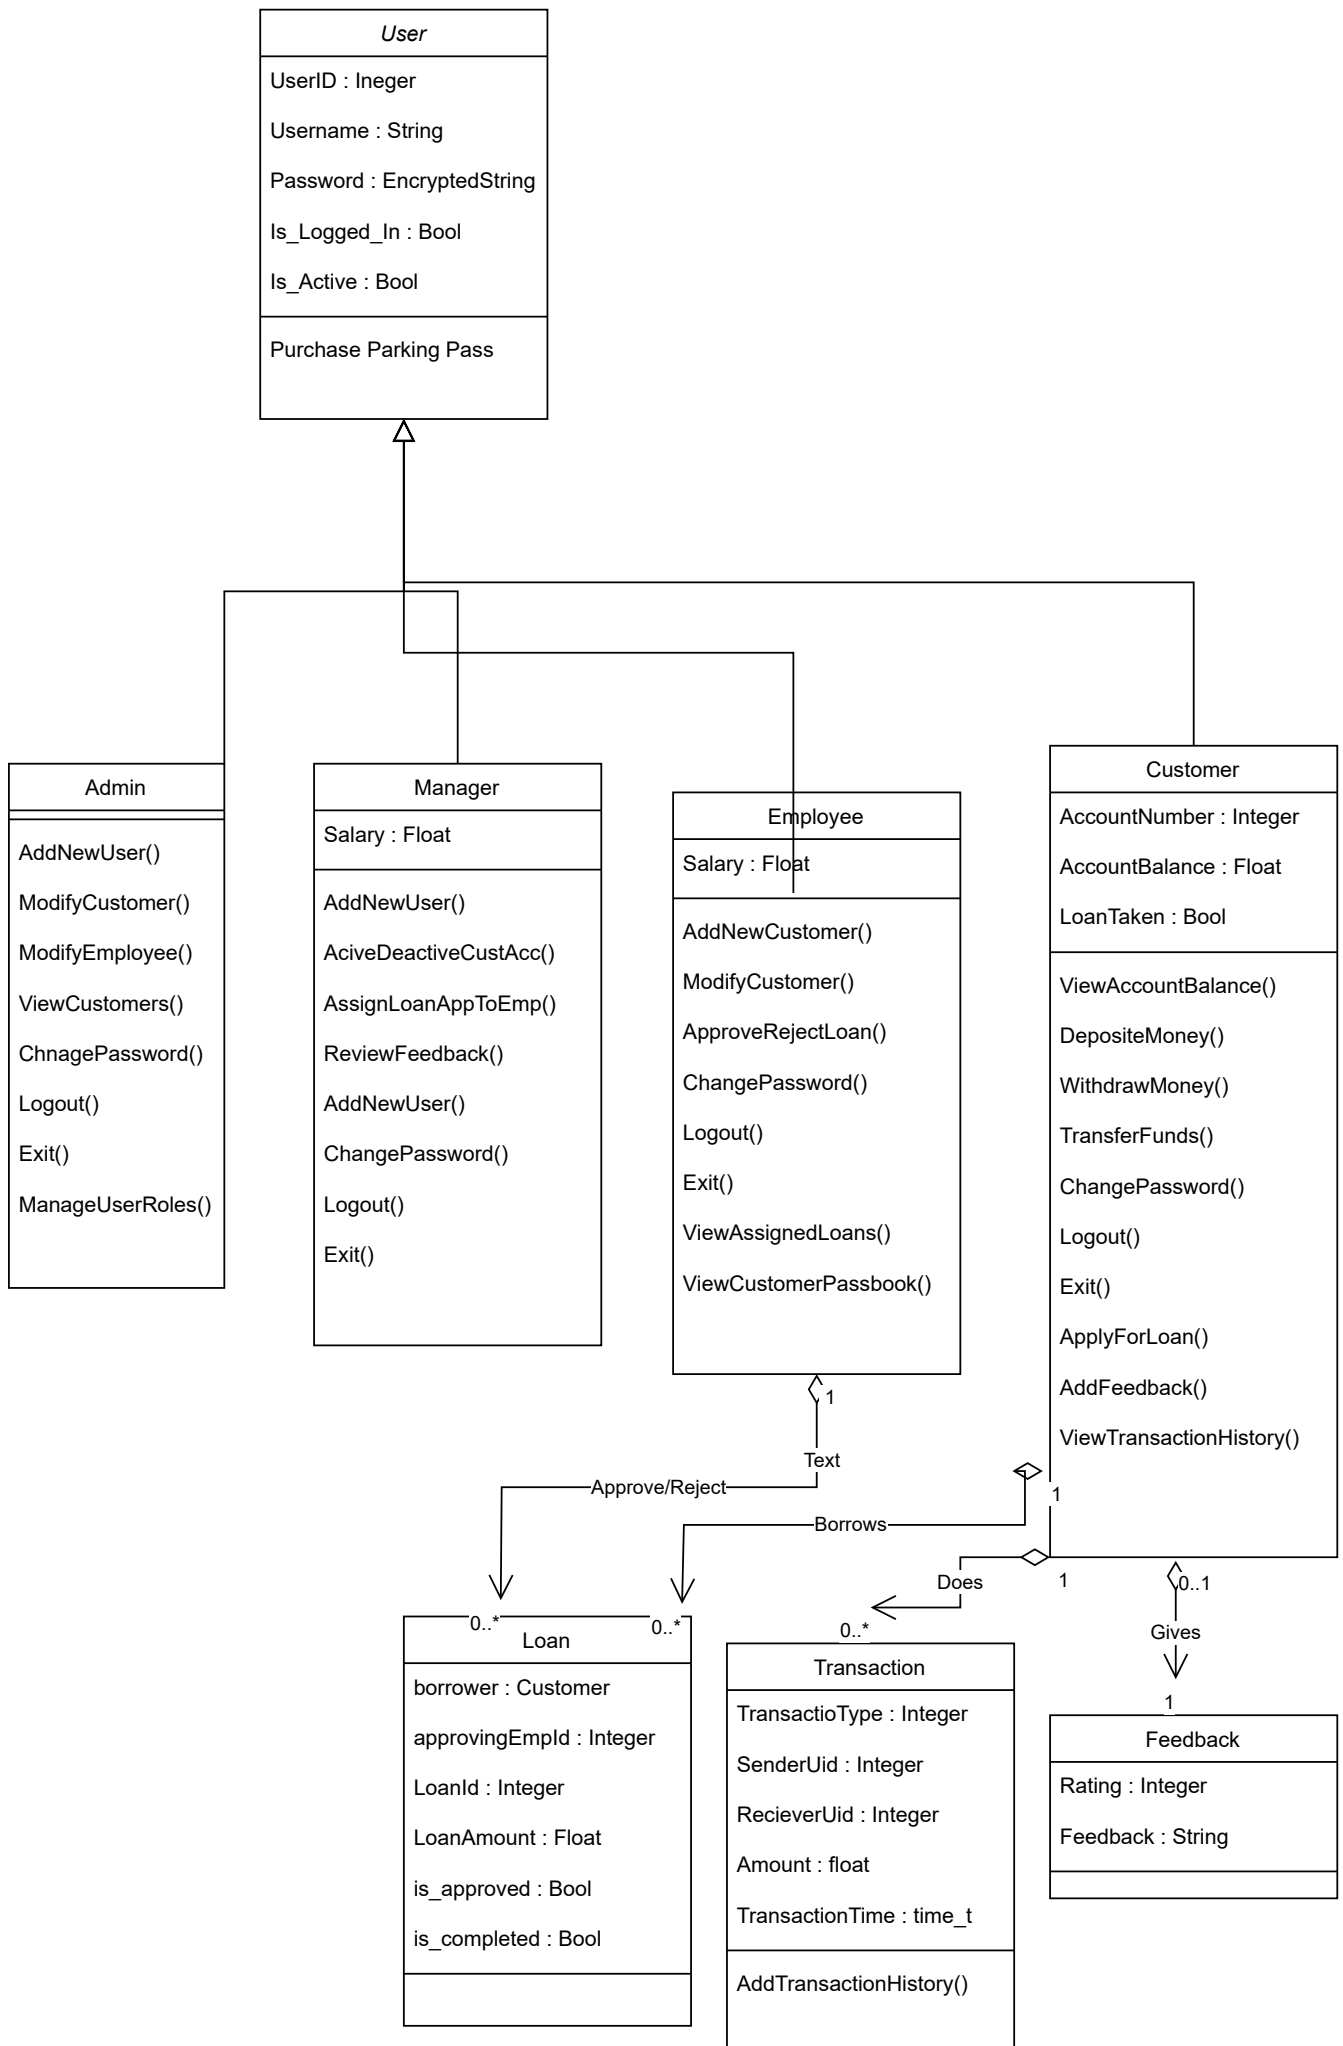 User
UserID : Ineger
Username : String
Password : EncryptedString
Is_Logged_In : Bool
Is_Active : Bool
Purchase Parking Pass
Admin
AddNewUser()
ModifyCustomer()
ModifyEmployee()
ViewCustomers()
ChnagePassword()
Logout()
Exit()
ManageUserRoles()
Manager
Salary : Float
AddNewUser()
AciveDeactiveCustAcc()
AssignLoanAppToEmp()
ReviewFeedback()
AddNewUser()
ChangePassword()
Logout()
Exit()
Employee
Salary : Float
AddNewCustomer()
ModifyCustomer()
ApproveRejectLoan()
ChangePassword()
Logout()
Exit()
ViewAssignedLoans()
ViewCustomerPassbook()
Customer
AccountNumber : Integer
AccountBalance : Float
LoanTaken : Bool
ViewAccountBalance()
DepositeMoney()
WithdrawMoney()
TransferFunds()
ChangePassword()
Logout()
Exit()
ApplyForLoan()
AddFeedback()
ViewTransactionHistory()
1
Text
Approve/Reject
0..*
1
Borrows
0..*
1
Does
0..*
0..1
Gives
1
Loan
borrower : Customer
approvingEmpId : Integer
LoanId : Integer
LoanAmount : Float
is_approved : Bool
is_completed : Bool
Transaction
TransactioType : Integer
SenderUid : Integer
RecieverUid : Integer
Amount : float
TransactionTime : time_t
AddTransactionHistory()
Feedback
Rating : Integer
Feedback : String